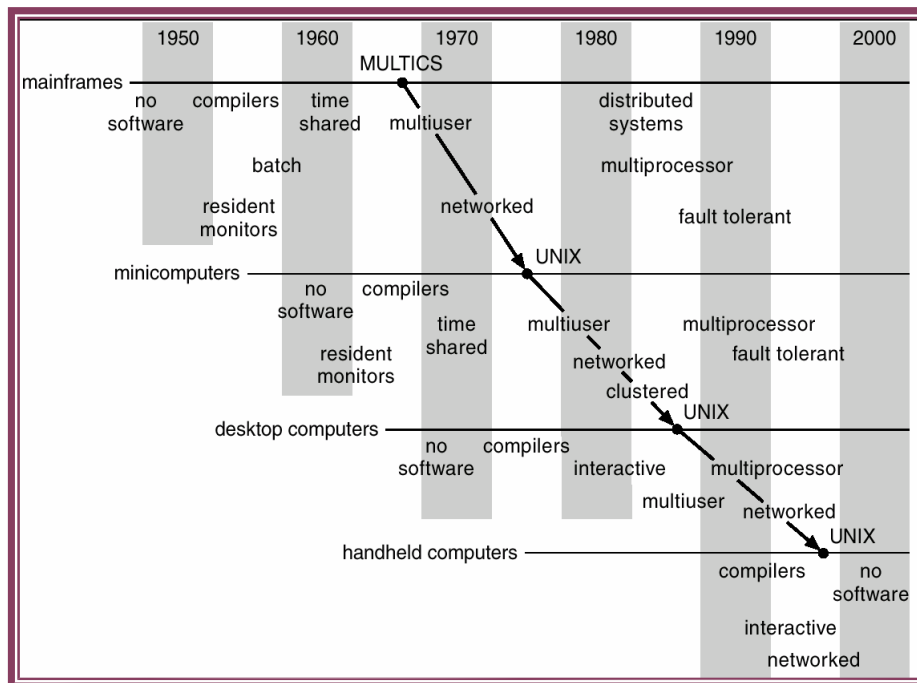 1950 1960 1970 1980 1990 2000
MULTICS
mainframes
no compilers time distributed
software shared multiuser systems
batch multiprocessor
resident networked fault tolerant
monitors
UNIX
minicomputers
no compilers
software
time multiuser multiprocessor
shared
resident networked fault tolerant
monitors
clustered
UNIX
desktop computers
no compilers
software interactive multiprocessor
multiuser
networked
UNIX
handheld computers
compilers no
software
interactive
networked